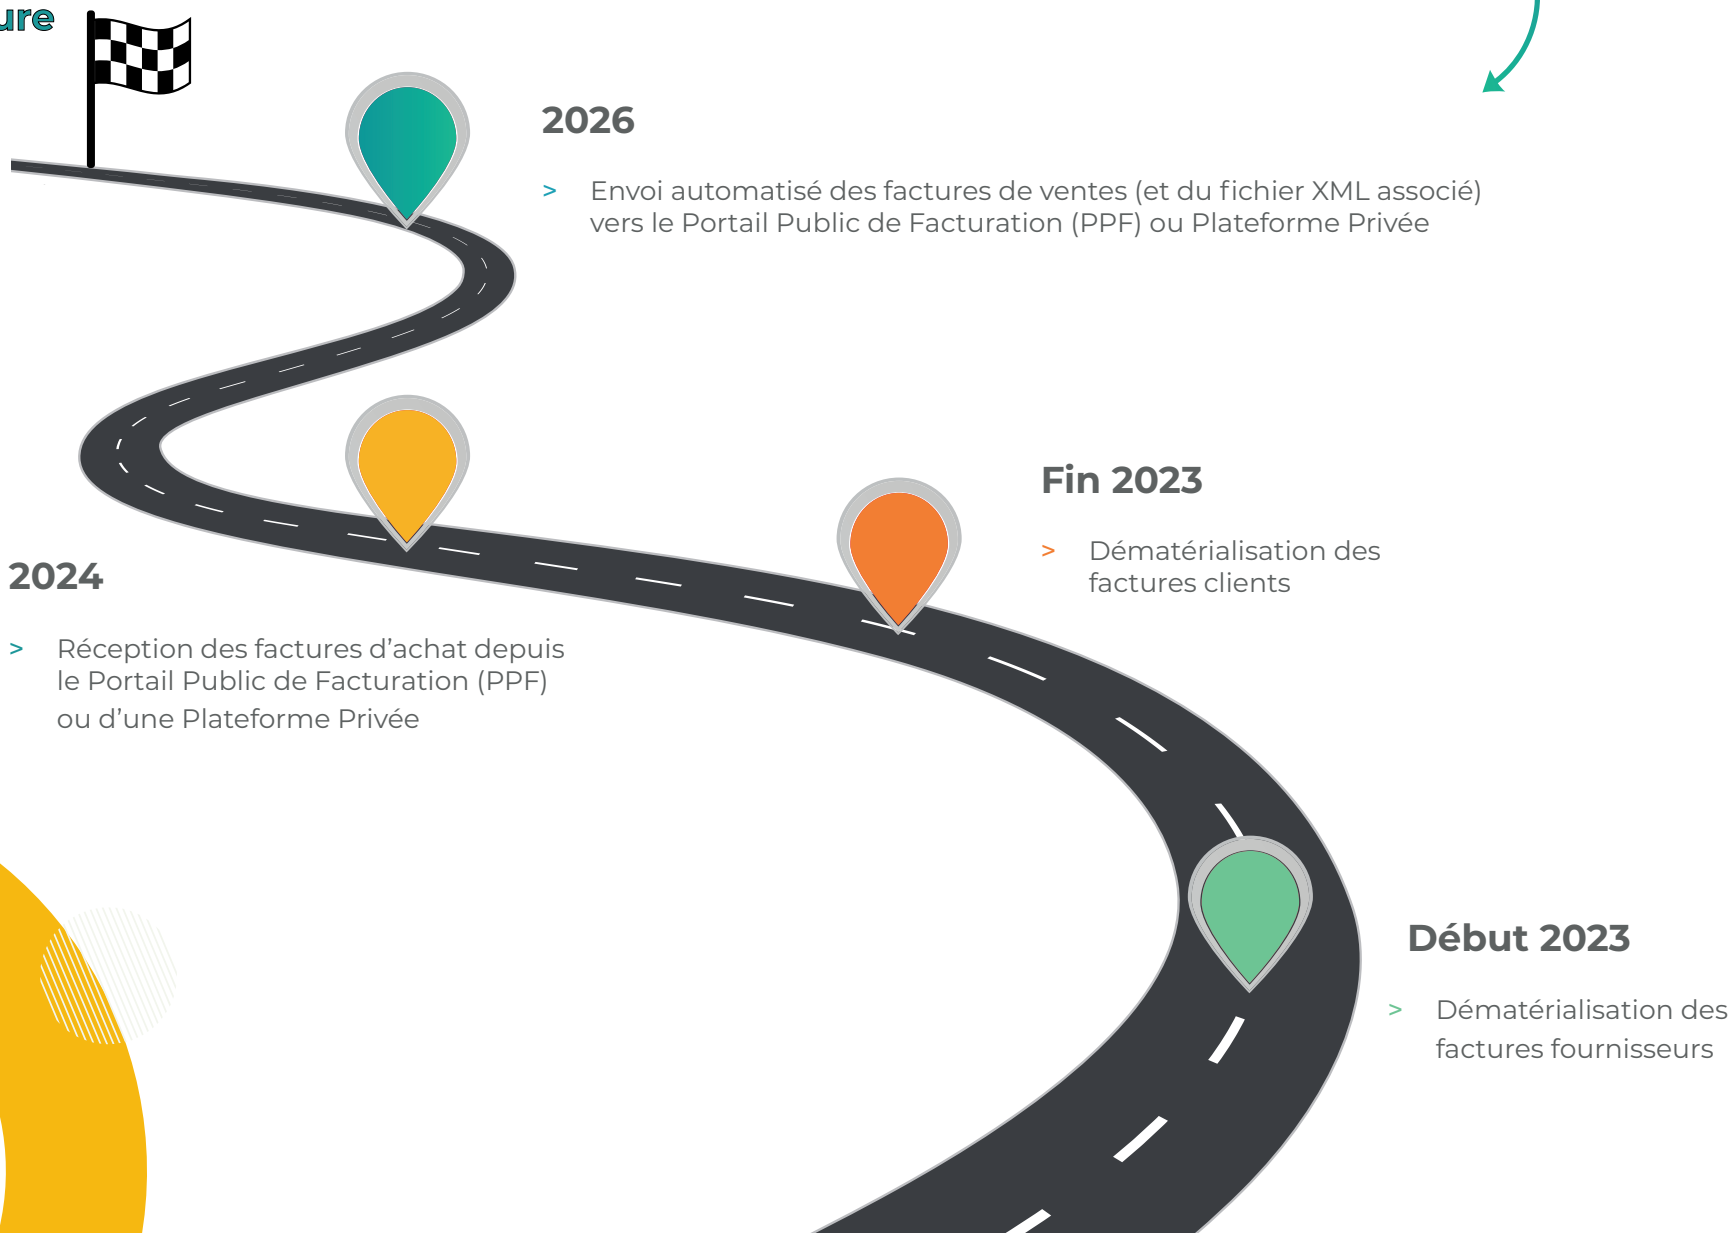 ure
2026
> Envoi automatisé des factures de ventes (et du fichier XML associé)
vers le Portail Public de Facturation (PPF) ou Plateforme Privée
Fin 2023
> Dématérialisation des
factures clients
2024
> Réception des factures d’achat depuis
le Portail Public de Facturation (PPF)
ou d’une Plateforme Privée
Début 2023
> Dématérialisation des
factures fournisseurs